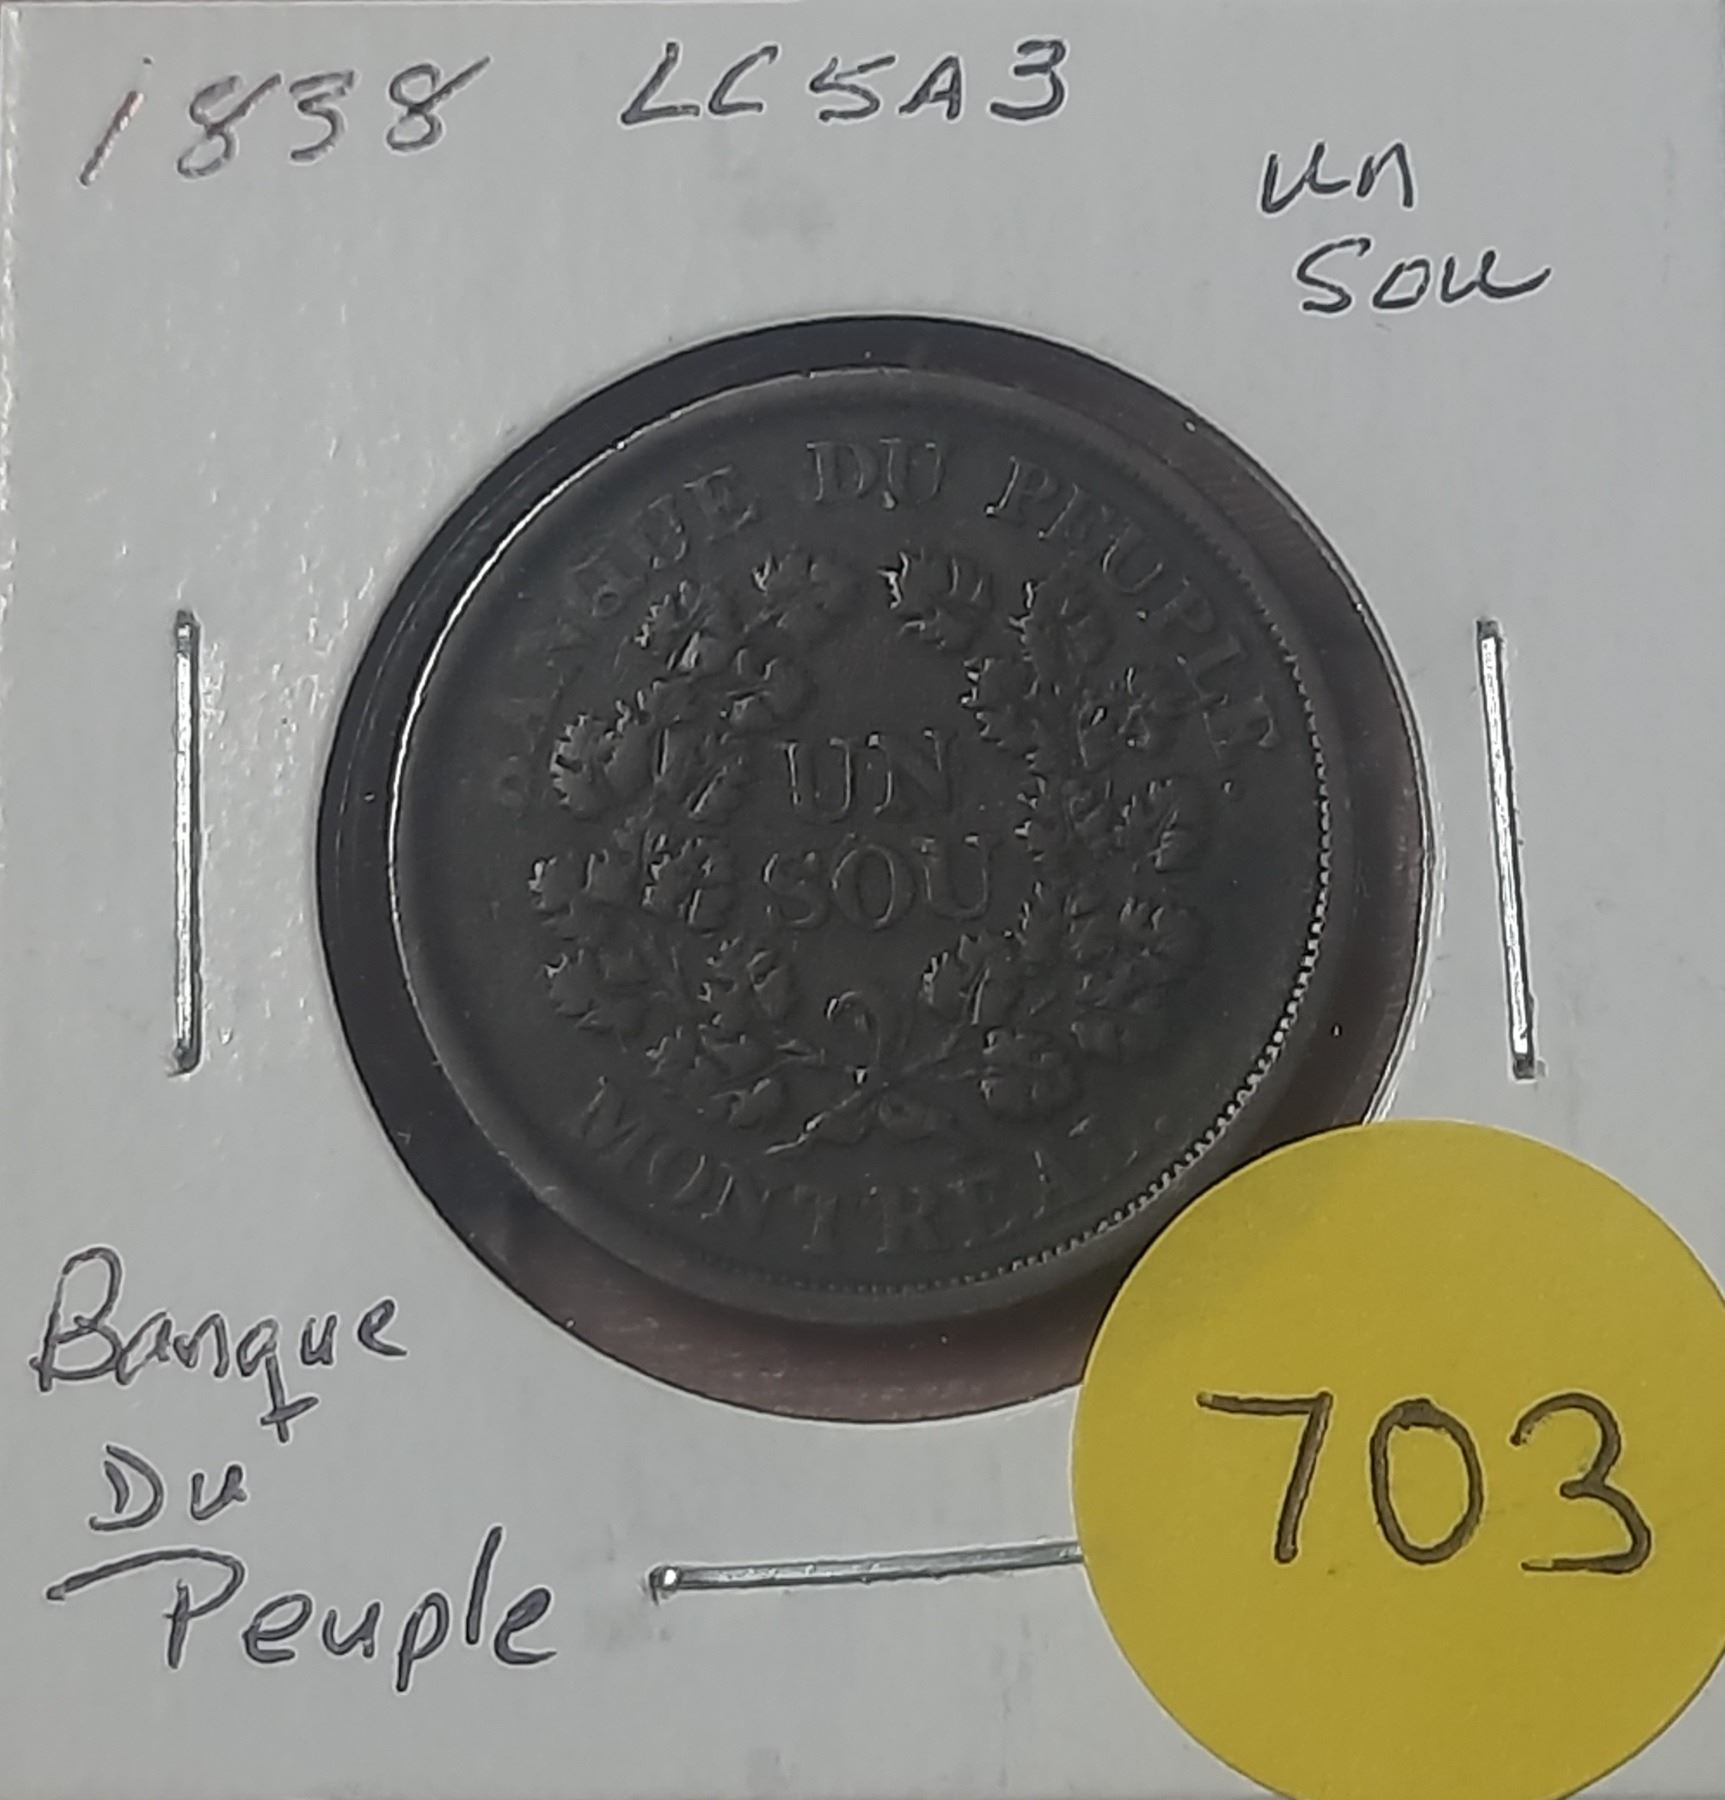 1838 LC5A3
un
Sou
BANQUE DU PEUPLE.
UN
SOU
MONTREAL.
Banque
Du
Peuple
703